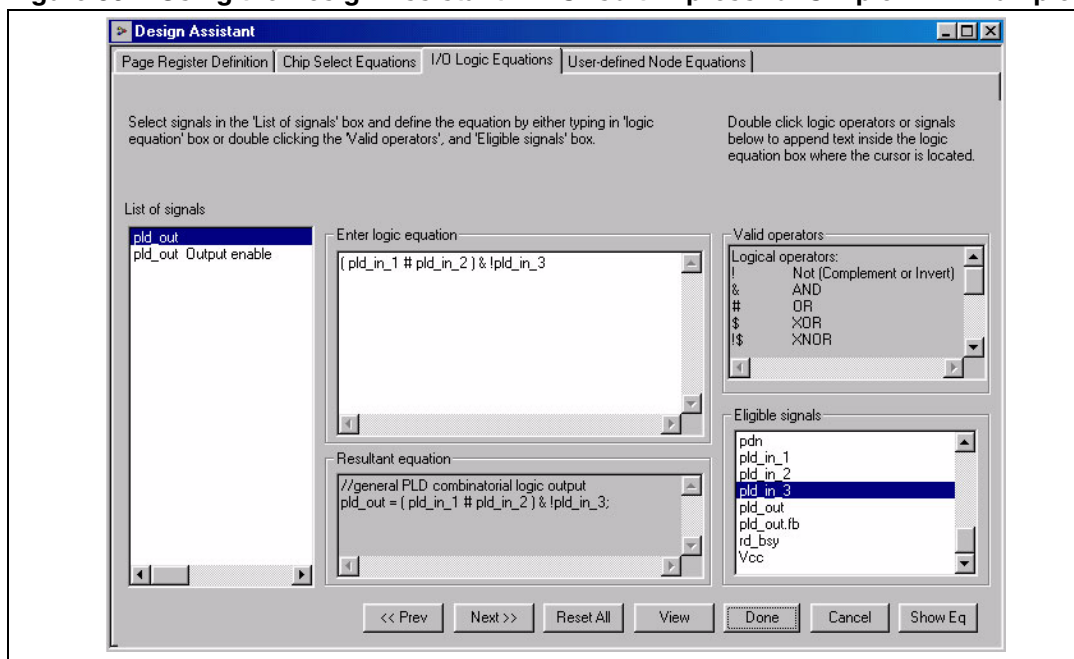 Design Assistant
Page Register Definition Chip Select Equations I/O Logic Equations User-defined Node Equations
Select signals in the 'List of signals' box and define the equation by either typing in 'logic
equation' box or double clicking the 'Valid operators', and 'Eligible signals' box.
Double click logic operators or signals
below to append text inside the logic
equation box where the cursor is located.
List of signals
pld_out
pld_out Output enable
Enter logic equation
( pld_in_1 # pld_in_2 ) & !pld_in_3
Resultant equation
//general PLD combinatorial logic output
pld_out = ( pld_in_1 # pld_in_2 ) & !pld_in_3;
Valid operators
Logical operators:
! Not (Complement or Invert)
& AND
# OR
$ XOR
!$ XNOR
Eligible signals
pdn
pld_in_1
pld_in_2
pld_in_3
pld_out
pld_out.fb
rd_bsy
Vcc
<< Prev Next >> Reset All View Done Cancel Show Eq